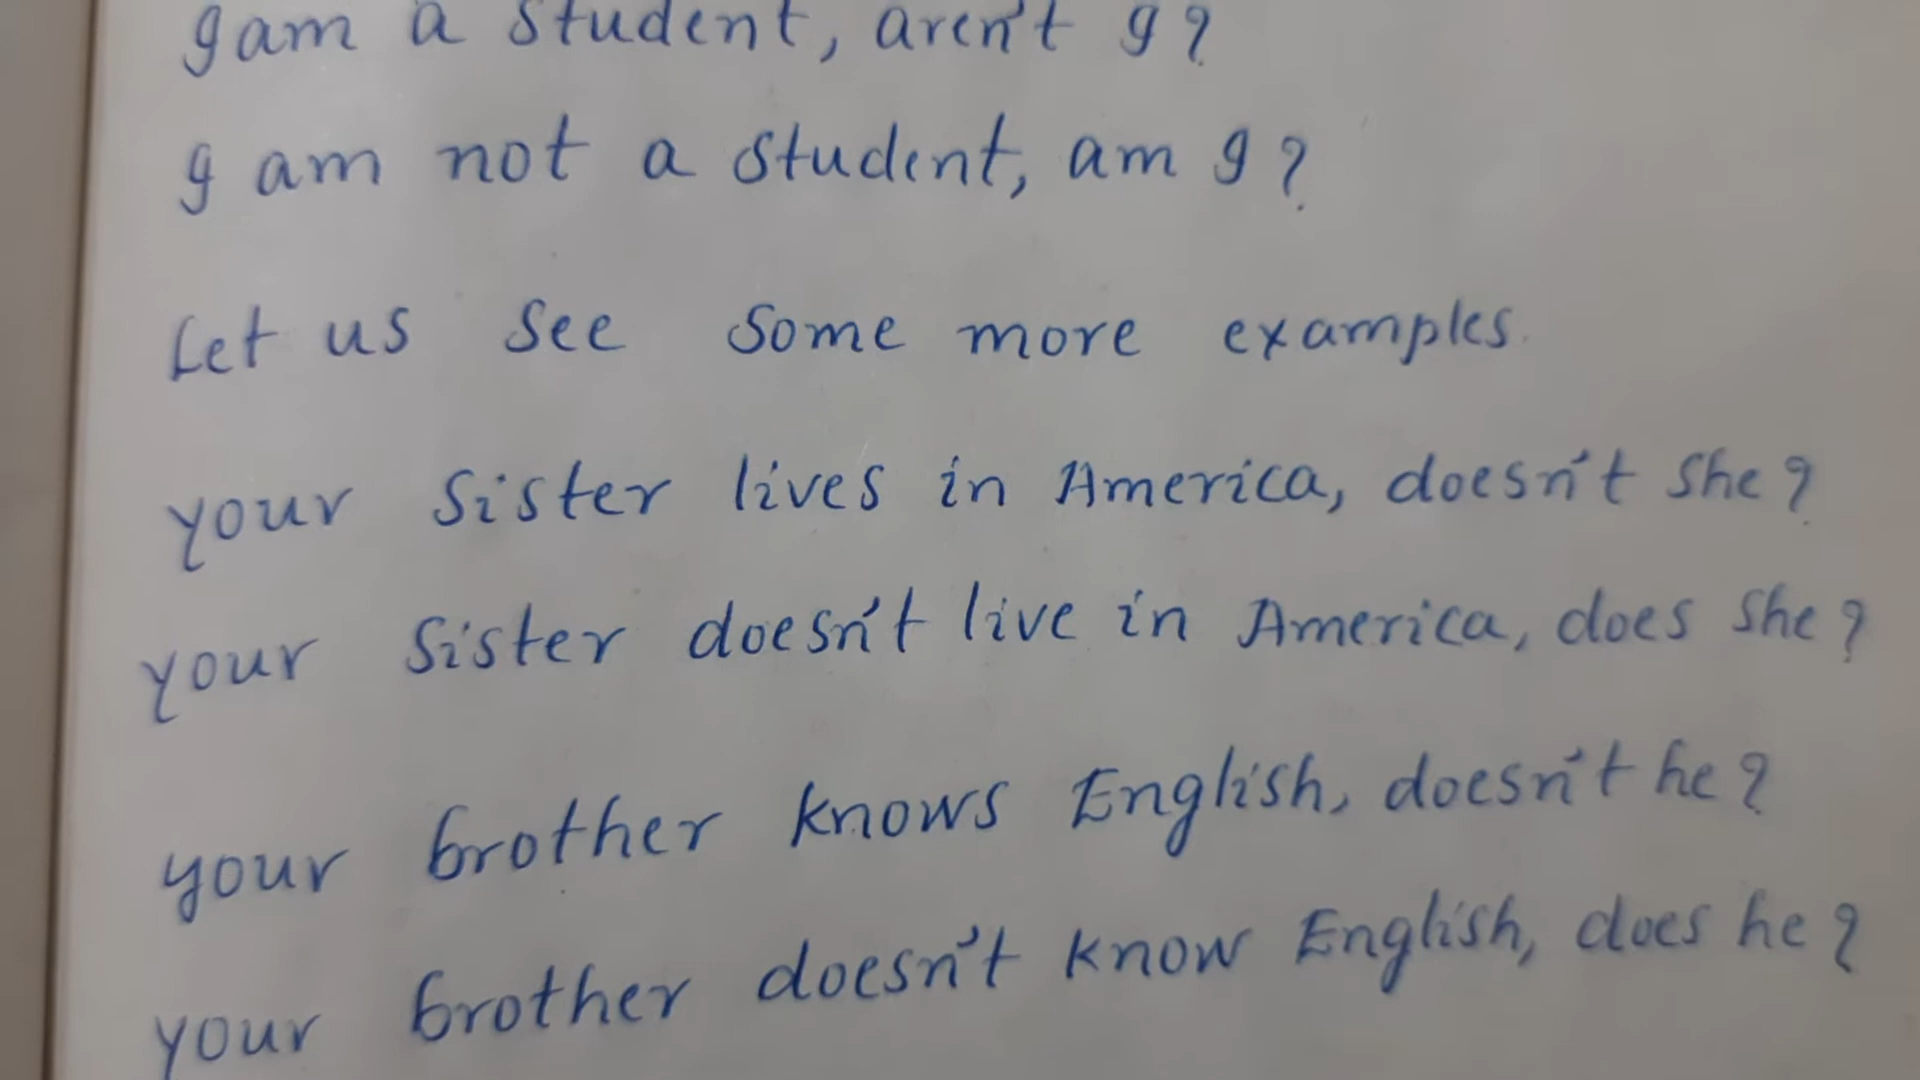 I am a student, aren't I?
I am not a student, am I?
Let us see some more examples.
your sister lives in America, doesn't she?
your sister doesn't live in America, does she?
your brother knows English, doesn't he?
your brother doesn't know English, does he?